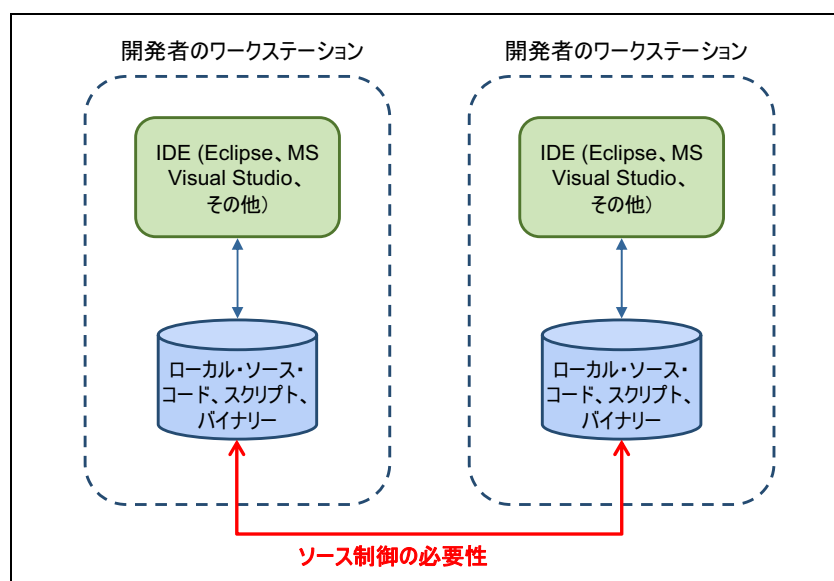 開発者のワークステーション
開発者のワークステーション
IDE (Eclipse、MS
Visual Studio、
その他）
IDE (Eclipse、MS
Visual Studio、
その他）
ローカル・ソース・
コード、スクリプト、
バイナリー
ローカル・ソース・
コード、スクリプト、
バイナリー
ソース制御の必要性